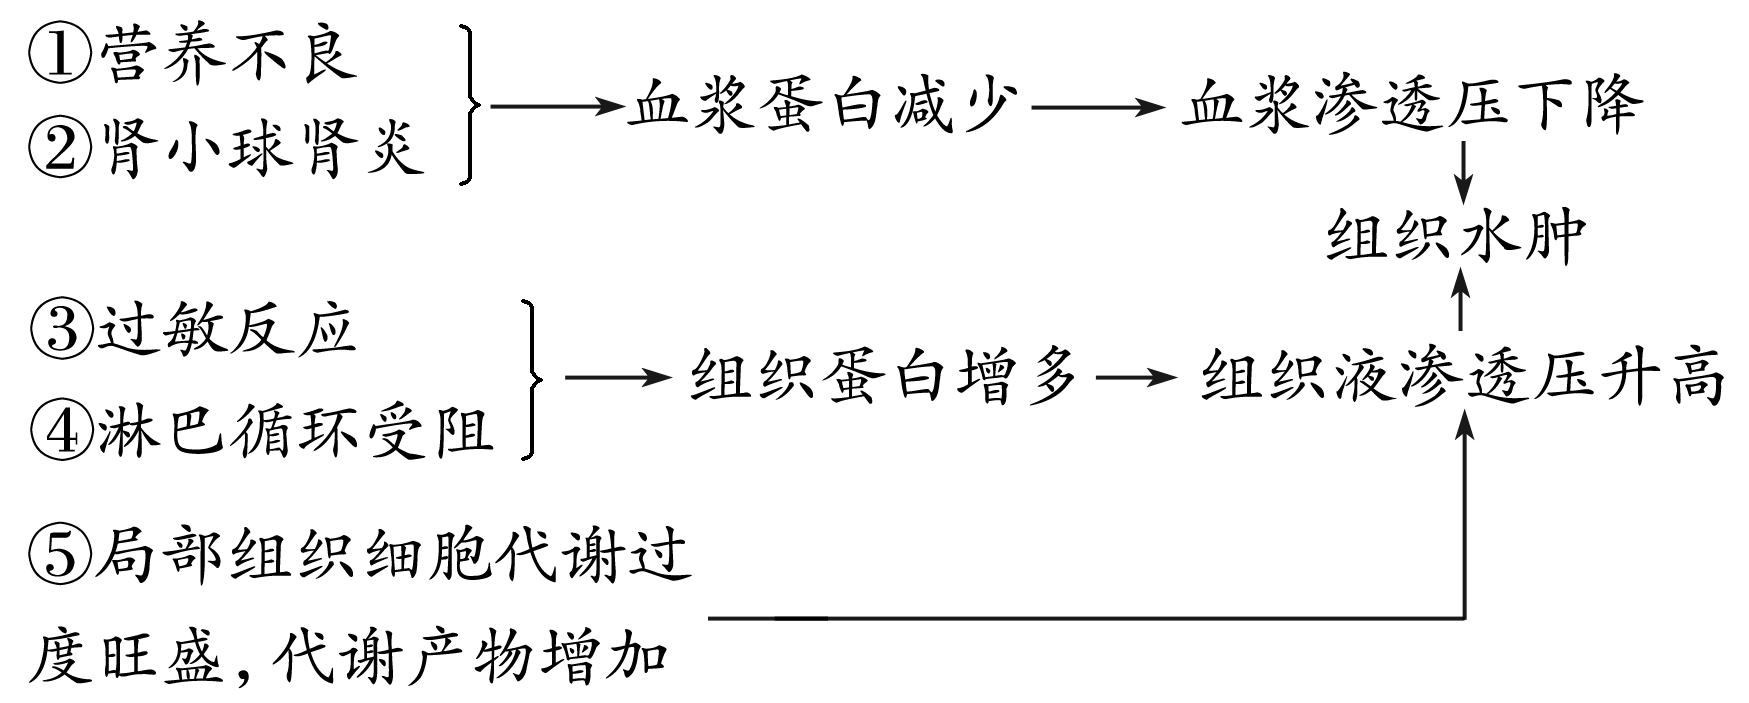 ①营养不良
②肾小球肾炎
血浆蛋白减少
血浆渗透压下降
组织水肿
③过敏反应
④淋巴循环受阻
组织蛋白增多
组织液渗透压升高
⑤局部组织细胞代谢过
度旺盛,代谢产物增加